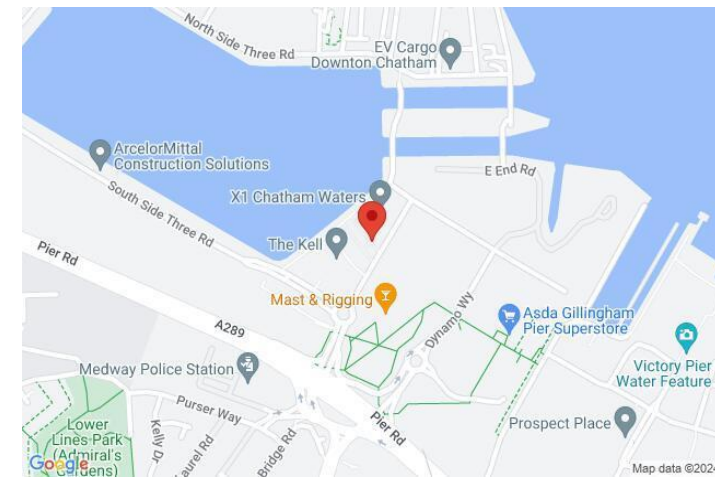 North Side Three Rd
EV Cargo
Downton Chatham
ArcelorMittal
Construction Solutions
South Side Three Rd
X1 Chatham Waters
E End Rd
The Kell
Pier Rd
Mast & Rigging
A289
Dynamo Wy
Asda Gillingham
Pier Superstore
Medway Police Station
Victory Pier
Water Feature
Purser Way
Pier Rd
Prospect Place
Lower
Lines Park
(Admiral's
Gardens)
Kelly Dr
Laurel Rd
Bridge Rd
Google
Map data ©2024